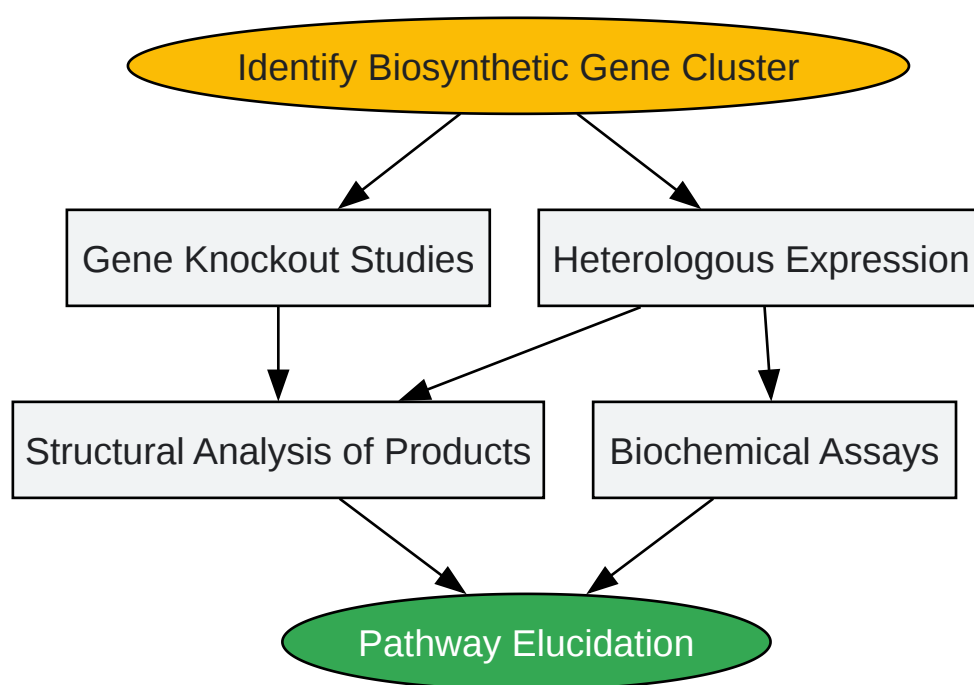 Identify Biosynthetic Gene Cluster
Gene Knockout Studies
Heterologous Expression
Structural Analysis of Products
Biochemical Assays
Pathway Elucidation